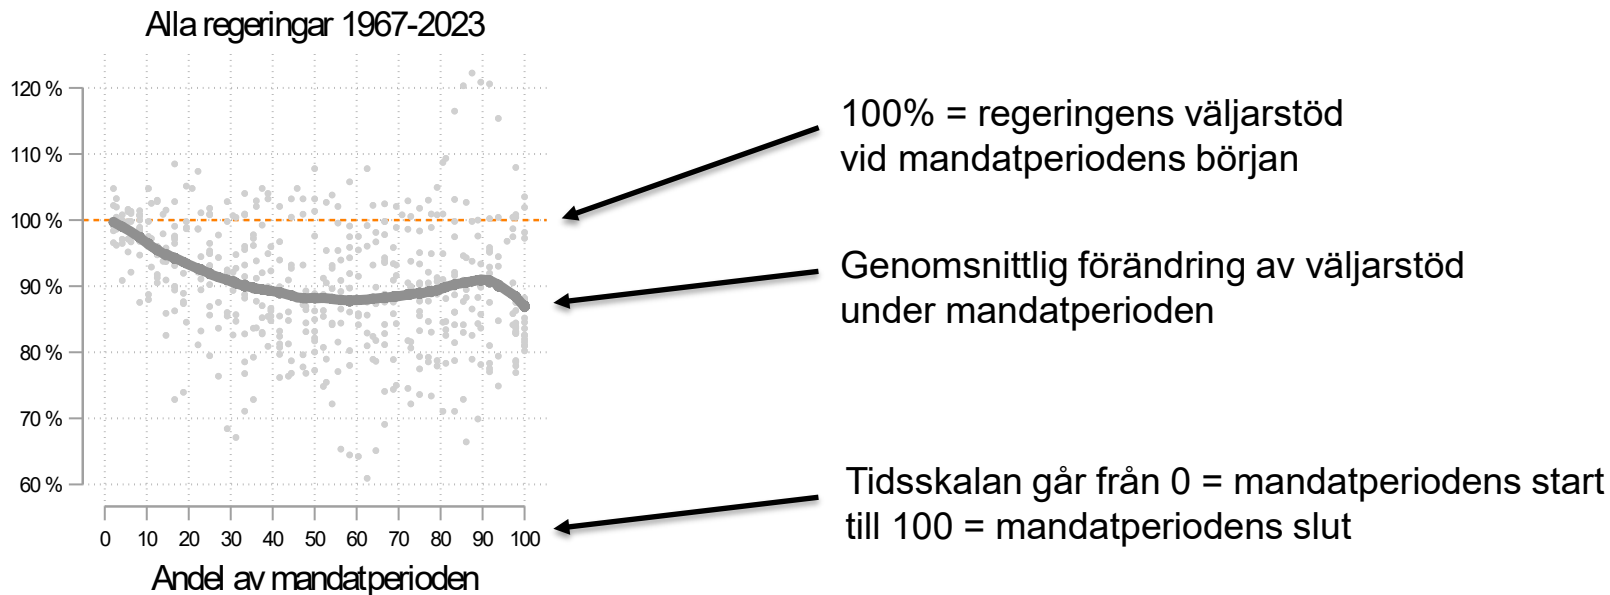 Alla regeringar 1967-2023
120 %
110 %
100 %
90 %
80 %
70 %
60 %
0 10 20 30 40 50 60 70 80 90 100
Andel av mandatperioden
100% = regeringens väljarstöd
vid mandatperiodens början
Genomsnittlig förändring av väljarstöd
under mandatperioden
Tidsskalan går från 0 = mandatperiodens start
till 100 = mandatperiodens slut